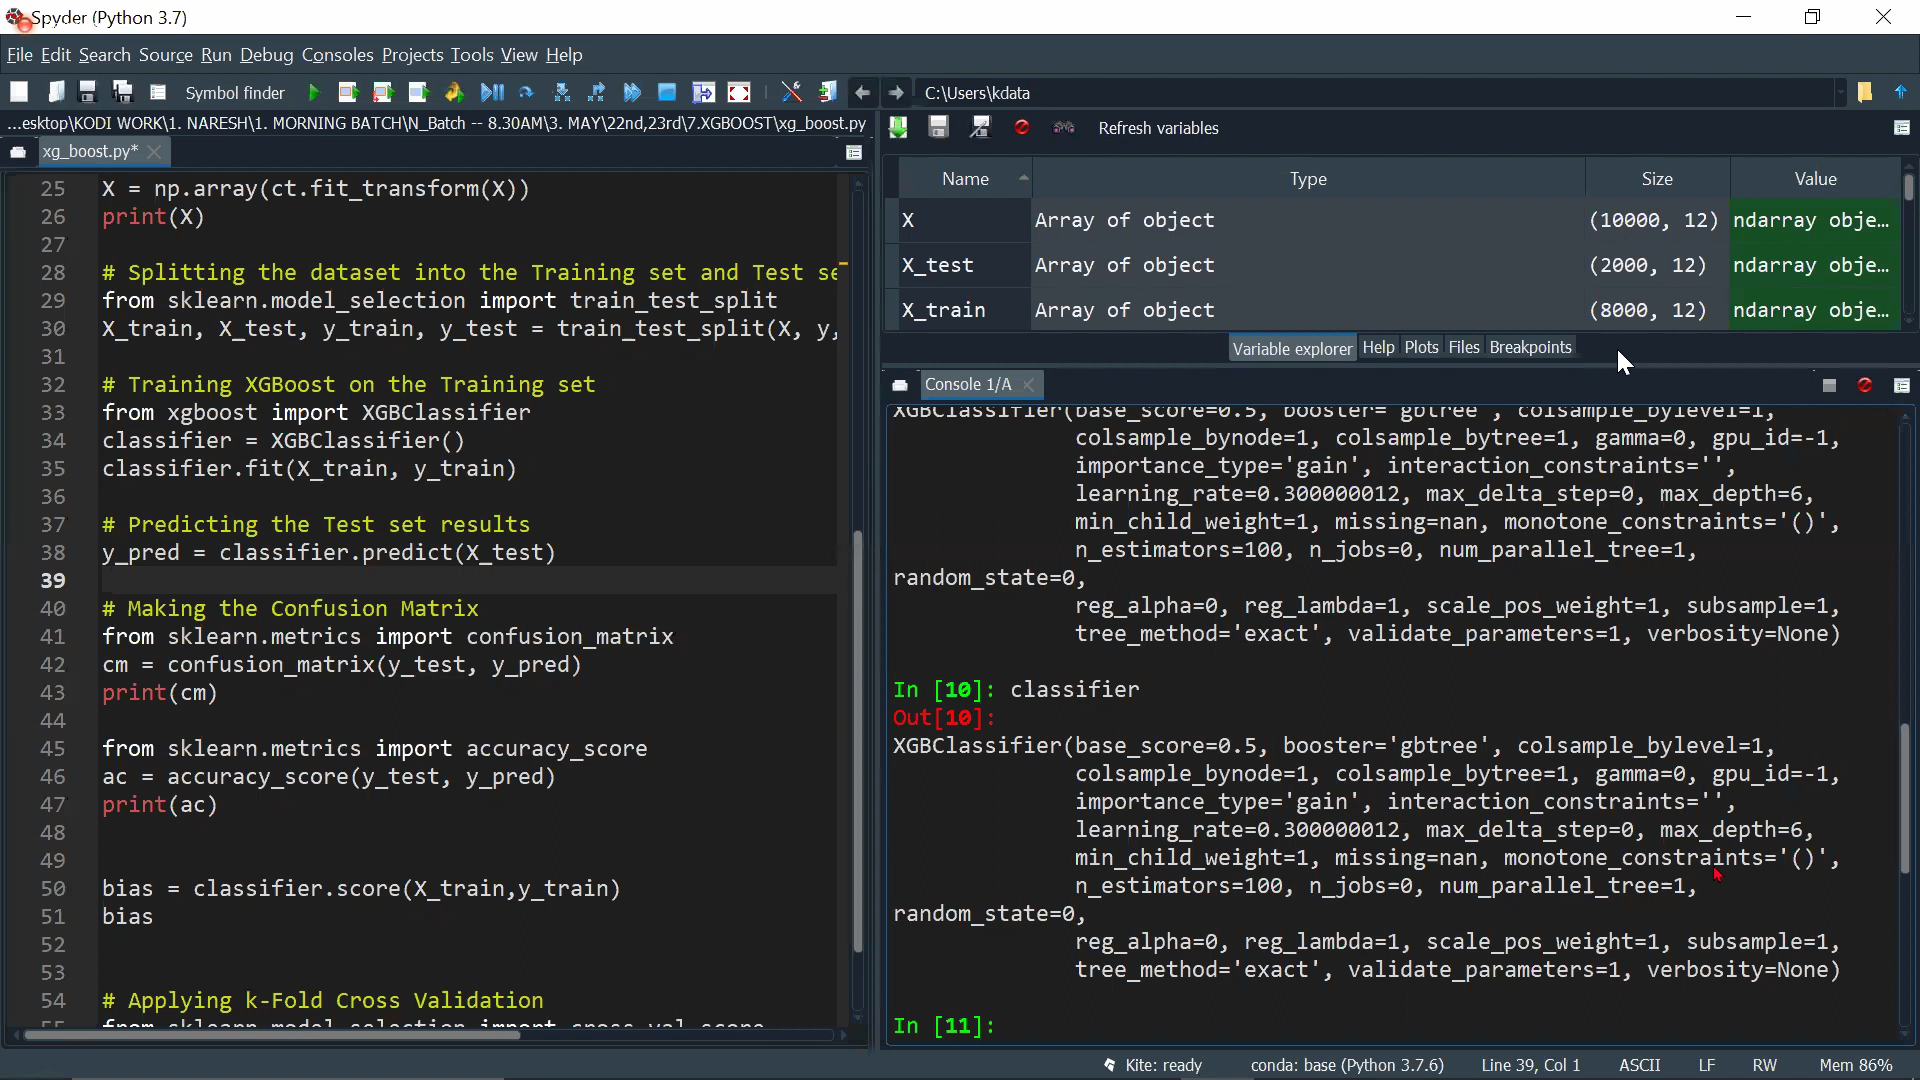 Spyder (Python 3.7)
File Edit Search Source Run Debug Consoles Projects Tools View Help
Symbol finder
C:\Users\kdata
...esktop\KODI WORK\1. NARESH\1. MORNING BATCH\N_Batch -- 8.30AM\3. MAY\22nd,23rd\7.XGBOOST\xg_boost.py
xg_boost.py*
25 X = np.array(ct.fit_transform(X))
26 print(X)
27
28 # Splitting the dataset into the Training set and Test se
29 from sklearn.model_selection import train_test_split
30 X_train, X_test, y_train, y_test = train_test_split(X, y,
31
32 # Training XGBoost on the Training set
33 from xgboost import XGBClassifier
34 classifier = XGBClassifier()
35 classifier.fit(X_train, y_train)
36
37 # Predicting the Test set results
38 y_pred = classifier.predict(X_test)
39
40 # Making the Confusion Matrix
41 from sklearn.metrics import confusion_matrix
42 cm = confusion_matrix(y_test, y_pred)
43 print(cm)
44
45 from sklearn.metrics import accuracy_score
46 ac = accuracy_score(y_test, y_pred)
47 print(ac)
48
49
50 bias = classifier.score(X_train,y_train)
51 bias
52
53
54 # Applying k-Fold Cross Validation
55 from sklearn.model_selection import cross_val_score
Refresh variables
Name Type Size Value
X Array of object (10000, 12) ndarray obje...
X_test Array of object (2000, 12) ndarray obje...
X_train Array of object (8000, 12) ndarray obje...
Variable explorer Help Plots Files Breakpoints
Console 1/A
XGBClassifier(base_score=0.5, booster='gbtree', colsample_bylevel=1,
colsample_bynode=1, colsample_bytree=1, gamma=0, gpu_id=-1,
importance_type='gain', interaction_constraints='',
learning_rate=0.300000012, max_delta_step=0, max_depth=6,
min_child_weight=1, missing=nan, monotone_constraints='()',
n_estimators=100, n_jobs=0, num_parallel_tree=1,
random_state=0,
reg_alpha=0, reg_lambda=1, scale_pos_weight=1, subsample=1,
tree_method='exact', validate_parameters=1, verbosity=None)
In [10]: classifier
Out[10]:
XGBClassifier(base_score=0.5, booster='gbtree', colsample_bylevel=1,
colsample_bynode=1, colsample_bytree=1, gamma=0, gpu_id=-1,
importance_type='gain', interaction_constraints='',
learning_rate=0.300000012, max_delta_step=0, max_depth=6,
min_child_weight=1, missing=nan, monotone_constraints='()',
n_estimators=100, n_jobs=0, num_parallel_tree=1,
random_state=0,
reg_alpha=0, reg_lambda=1, scale_pos_weight=1, subsample=1,
tree_method='exact', validate_parameters=1, verbosity=None)
In [11]:
Kite: ready conda: base (Python 3.7.6) Line 39, Col 1 ASCII LF RW Mem 86%